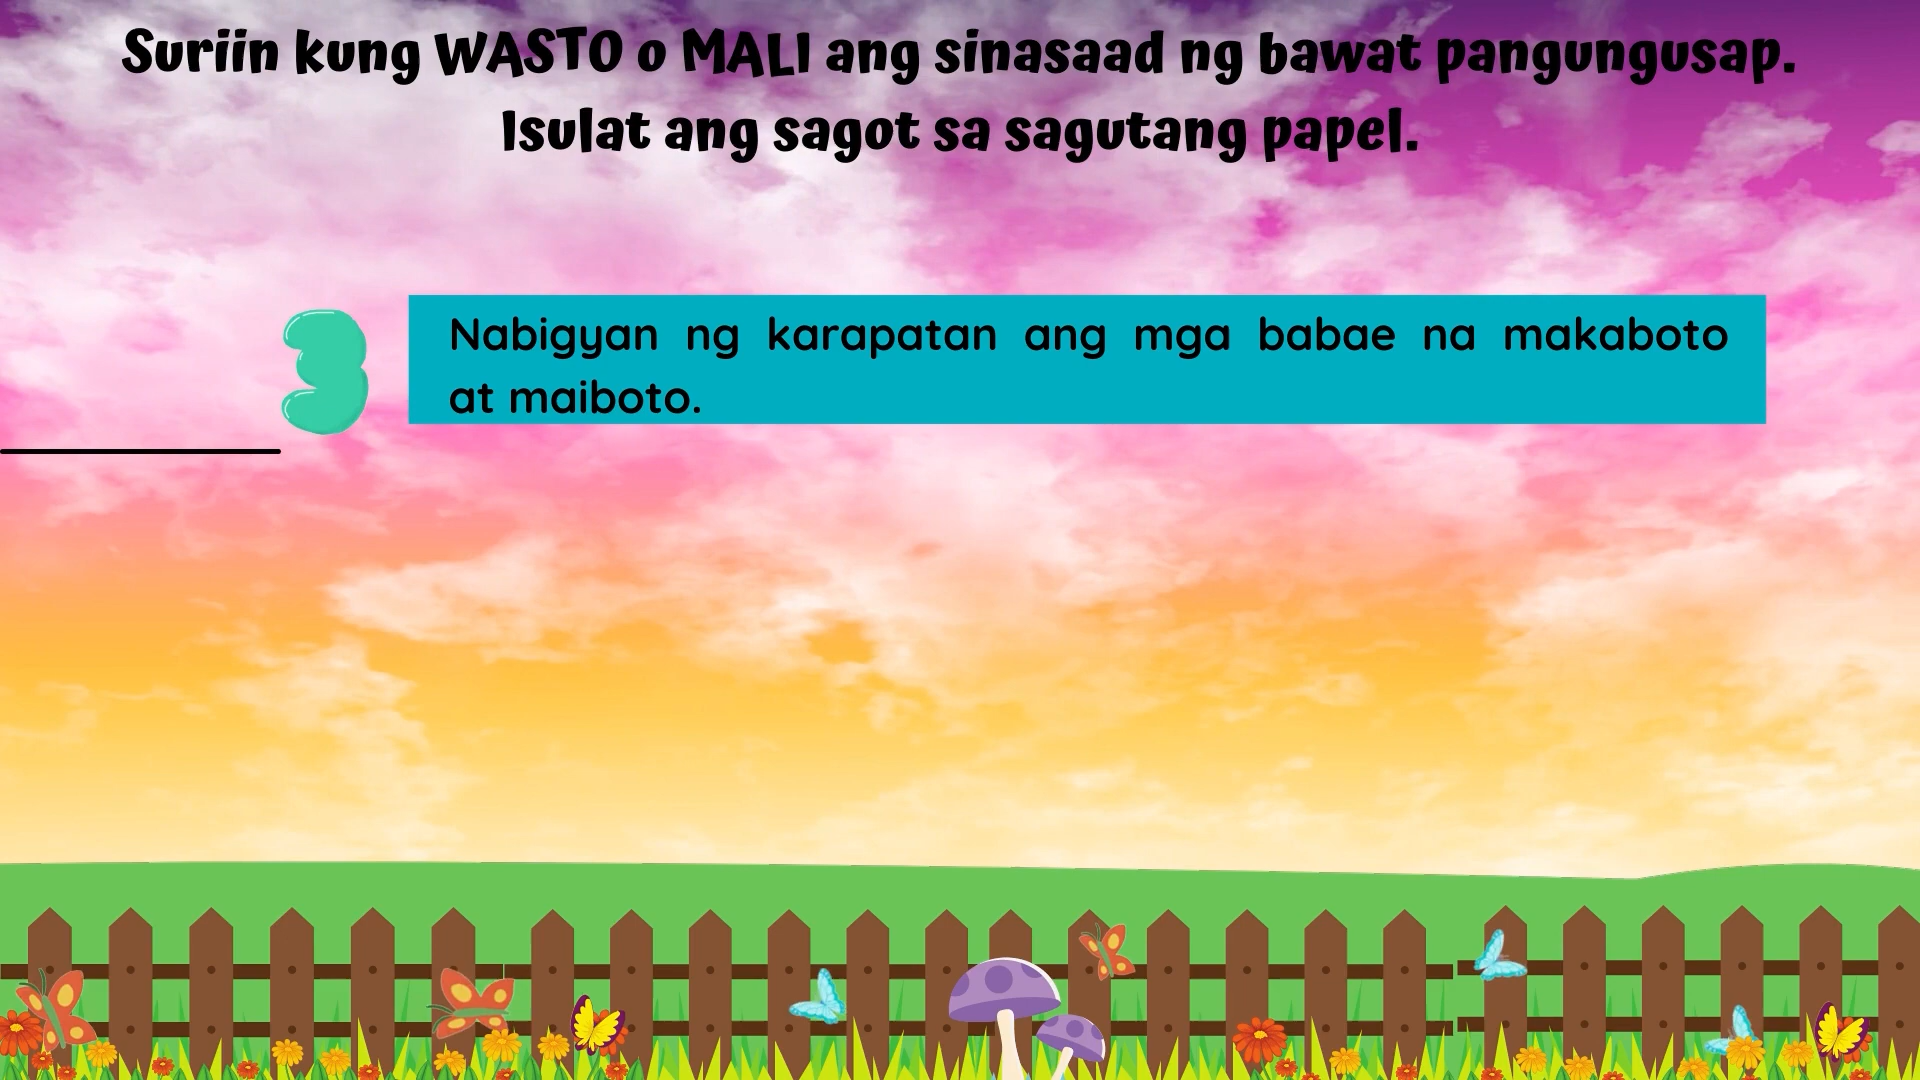 Suriin kung WASTO o MALI ang sinasaad ng bawat pangungusap.
Isulat ang sagot sa sagutang papel.
3
Nabigyan ng karapatan ang mga babae na makaboto
at maiboto.